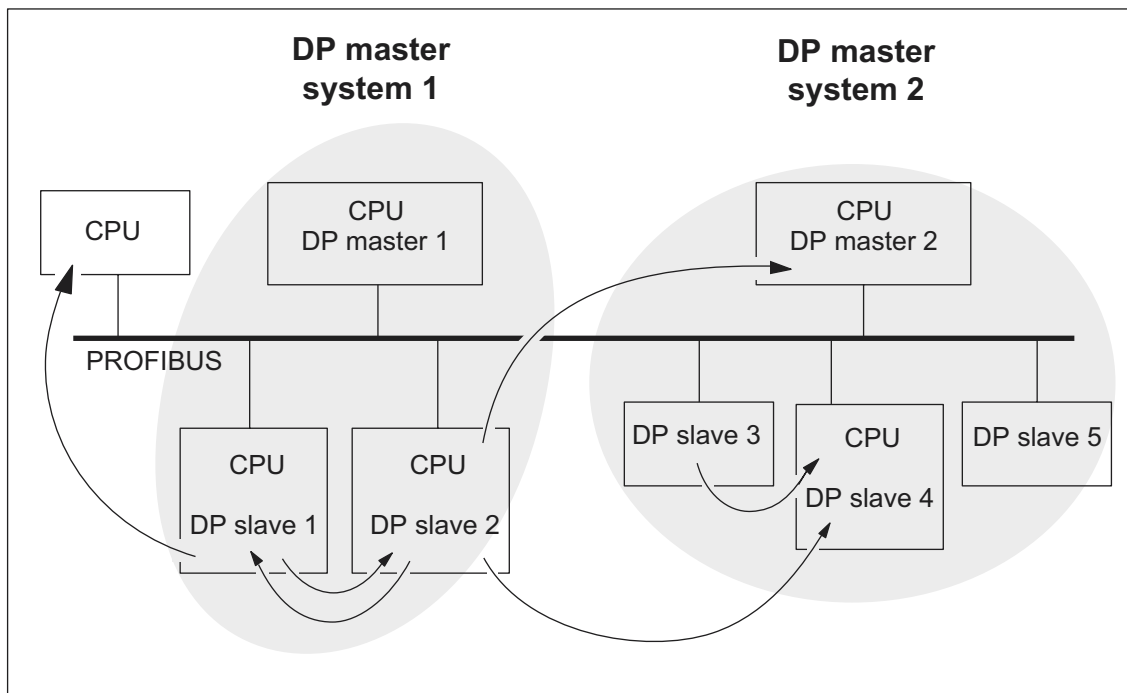 DP master
system 1
DP master
system 2
CPU
CPU
DP master 1
CPU
DP master 2
PROFIBUS
CPU
DP slave 1
CPU
DP slave 2
DP slave 3
CPU
DP slave 4
DP slave 5